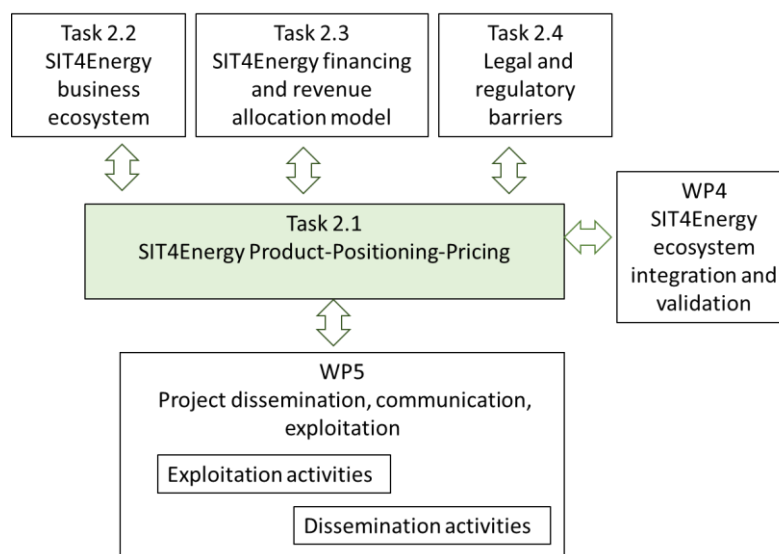 Task 2.2
SIT4Energy
business
ecosystem
Task 2.3
SIT4Energy financing
and revenue
allocation model
Task 2.4
Legal and
regulatory
barriers
Task 2.1
SIT4Energy Product-Positioning-Pricing
WP4
SIT4Energy
ecosystem
integration and
validation
WP5
Project dissemination, communication,
exploitation
Exploitation activities
Dissemination activities